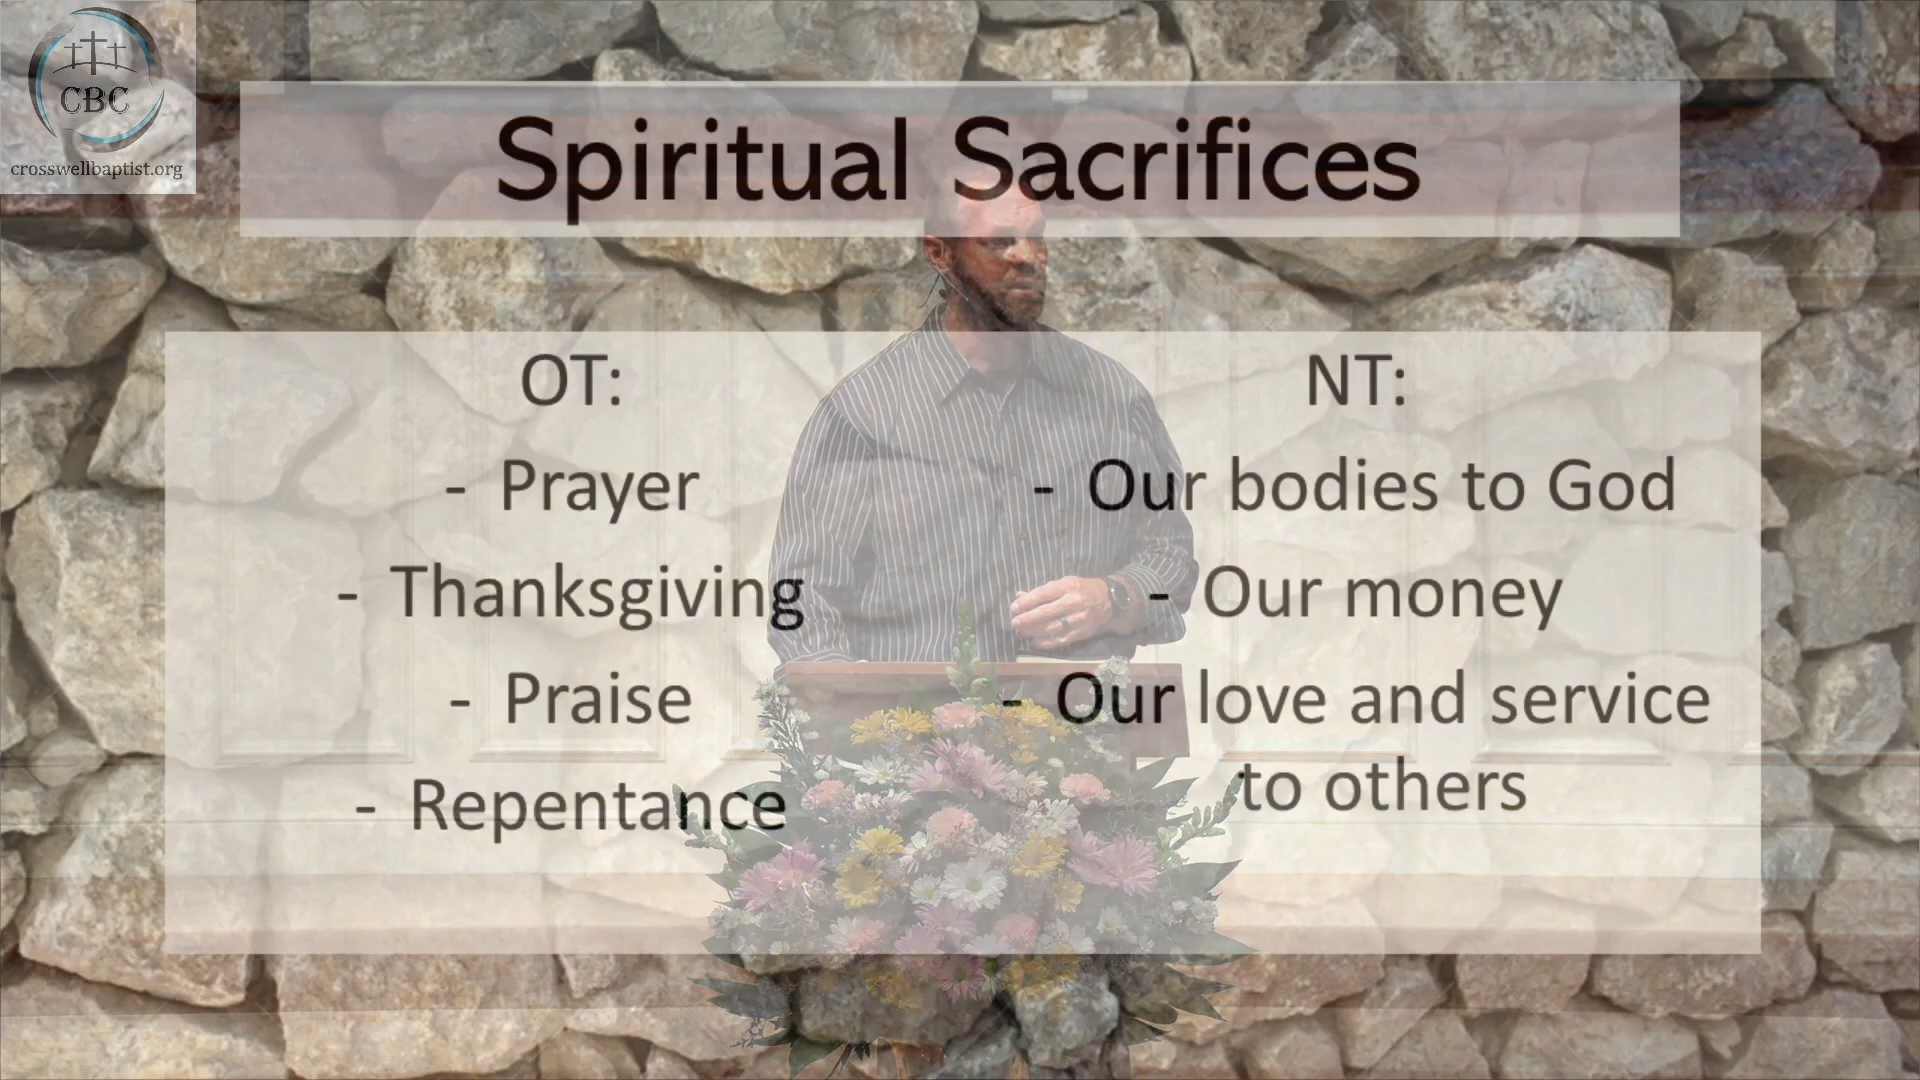 CBC
crosswellbaptist.org
Spiritual Sacrifices
OT:
- Prayer
- Thanksgiving
- Praise
- Repentance
NT:
- Our bodies to God
- Our money
- Our love and service
to others